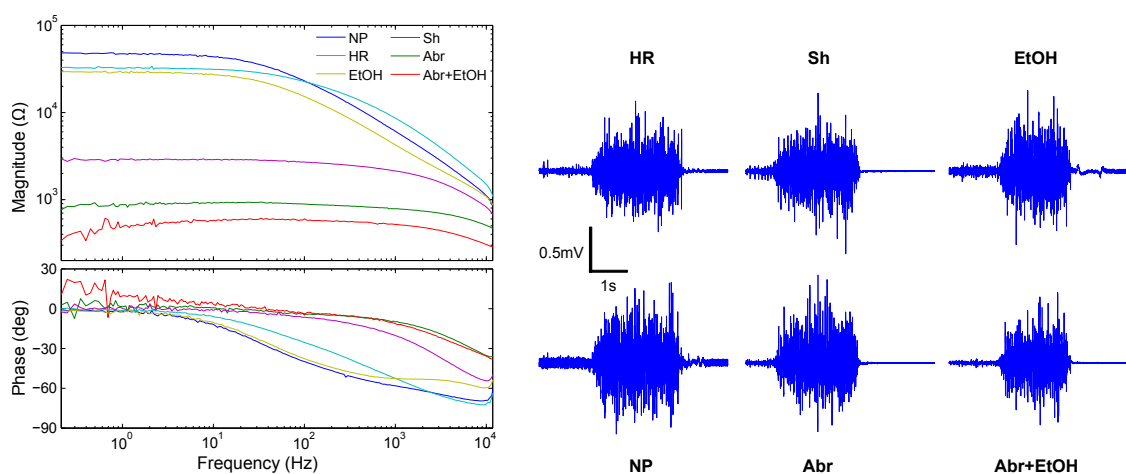 10^5
10^4
10^3
Magnitude (Ω)
NP
HR
EtOH
Sh
Abr
Abr+EtOH
30
0
-30
-60
-90
Phase (deg)
10^0
10^1
10^2
10^3
10^4
Frequency (Hz)
HR
Sh
EtOH
0.5mV
1s
NP
Abr
Abr+EtOH